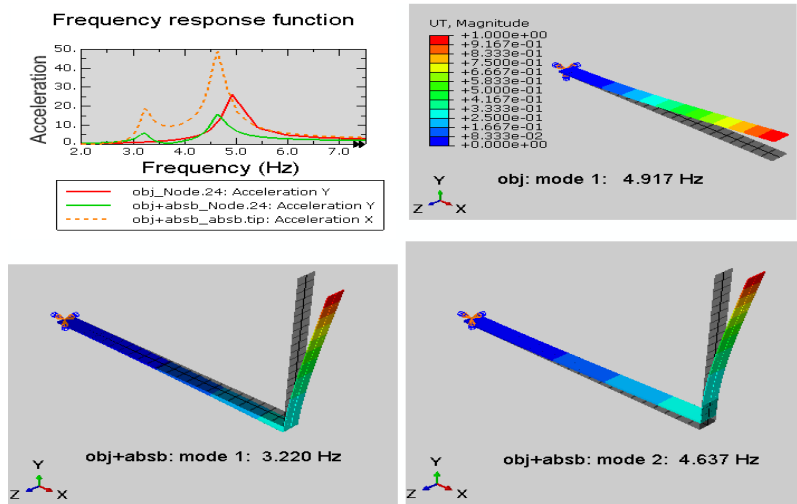 Frequency response function
50.
40.
30.
20.
10.
0.
Acceleration
2.0 3.0 4.0 5.0 6.0 7.0
Frequency (Hz)
obj_Node.24: Acceleration Y
obj+absb_Node.24: Acceleration Y
obj+absb_absb.tip: Acceleration X
UT, Magnitude
+1.000e+00
+9.167e-01
+8.333e-01
+7.500e-01
+6.667e-01
+5.833e-01
+5.000e-01
+4.167e-01
+3.333e-01
+2.500e-01
+1.667e-01
+8.333e-02
+0.000e+00
obj: mode 1: 4.917 Hz
Y
Z X
obj+absb: mode 1: 3.220 Hz
Y
Z X
obj+absb: mode 2: 4.637 Hz
Y
Z X